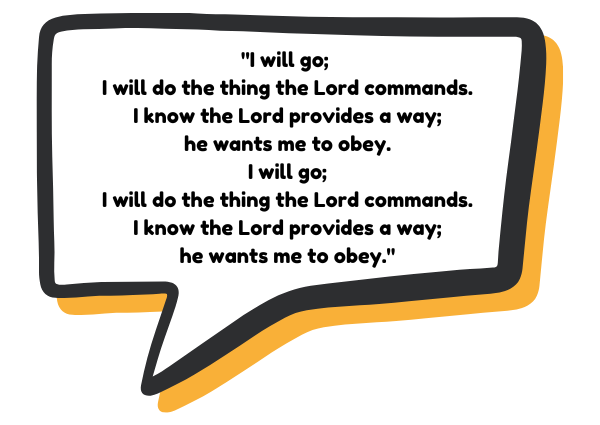 "I will go;
I will do the thing the Lord commands.
I know the Lord provides a way;
he wants me to obey.
I will go;
I will do the thing the Lord commands.
I know the Lord provides a way;
he wants me to obey."